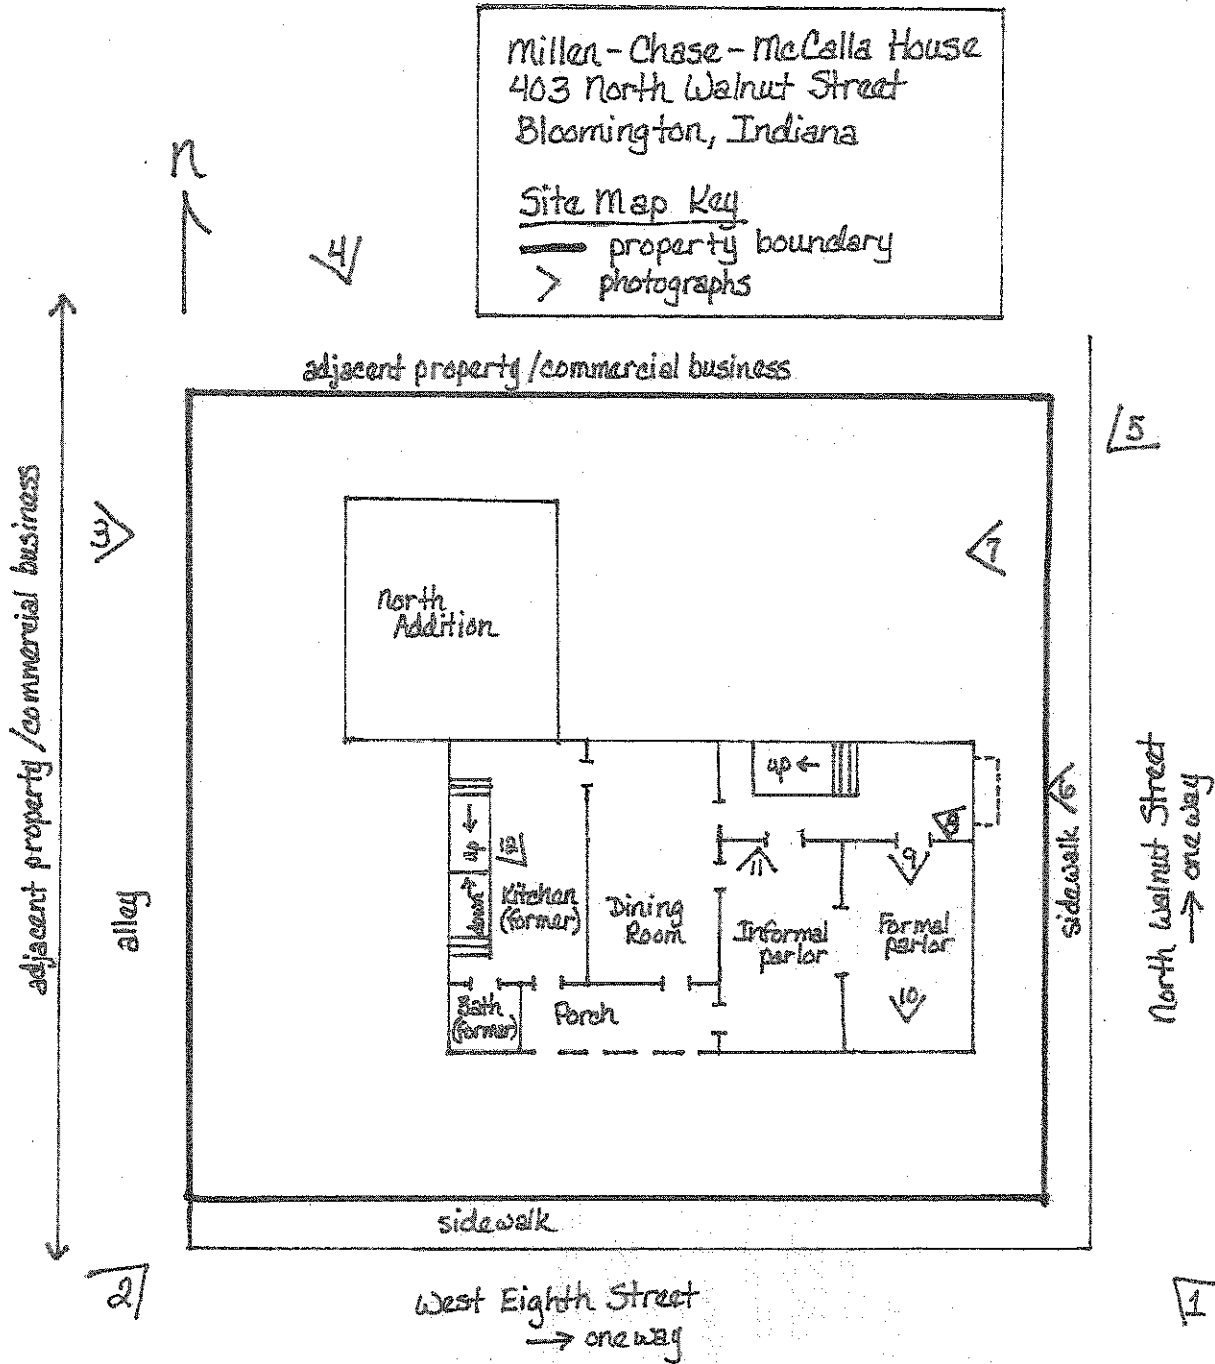 Millen-Chase-McCalla House
403 North Walnut Street
Bloomington, Indiana
Site Map Key
property boundary
photographs
n
4
adjacent property/commercial business
5
3
7
adjacent property/commercial business
North
Addition
up
6
8
North Walnut Street
→ one way
sidewalk
12
up
11
9
down
Kitchen
(former)
Dining
Room
Informal
parlor
Formal
parlor
alley
10
Bath
(former)
Porch
sidewalk
2
West Eighth Street
→ one way
1